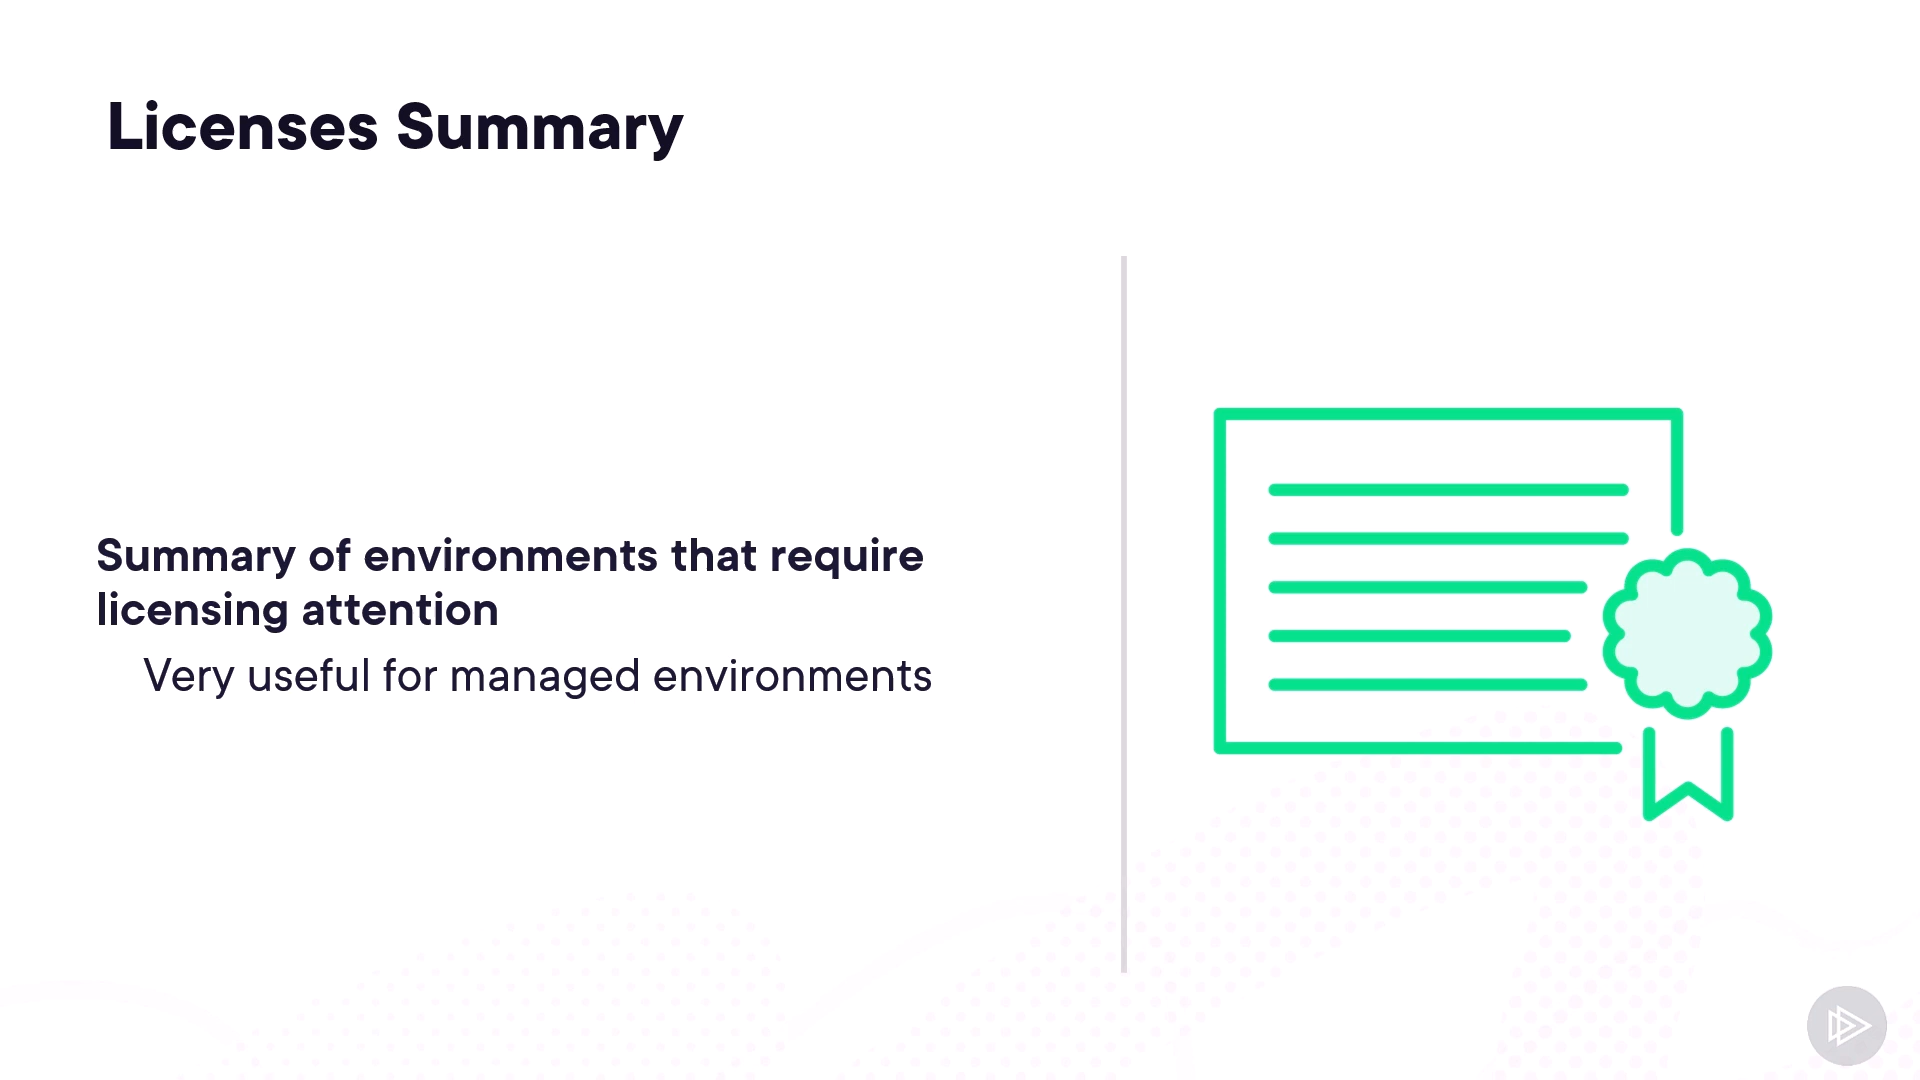 Licenses Summary
Summary of environments that require
licensing attention
Very useful for managed environments